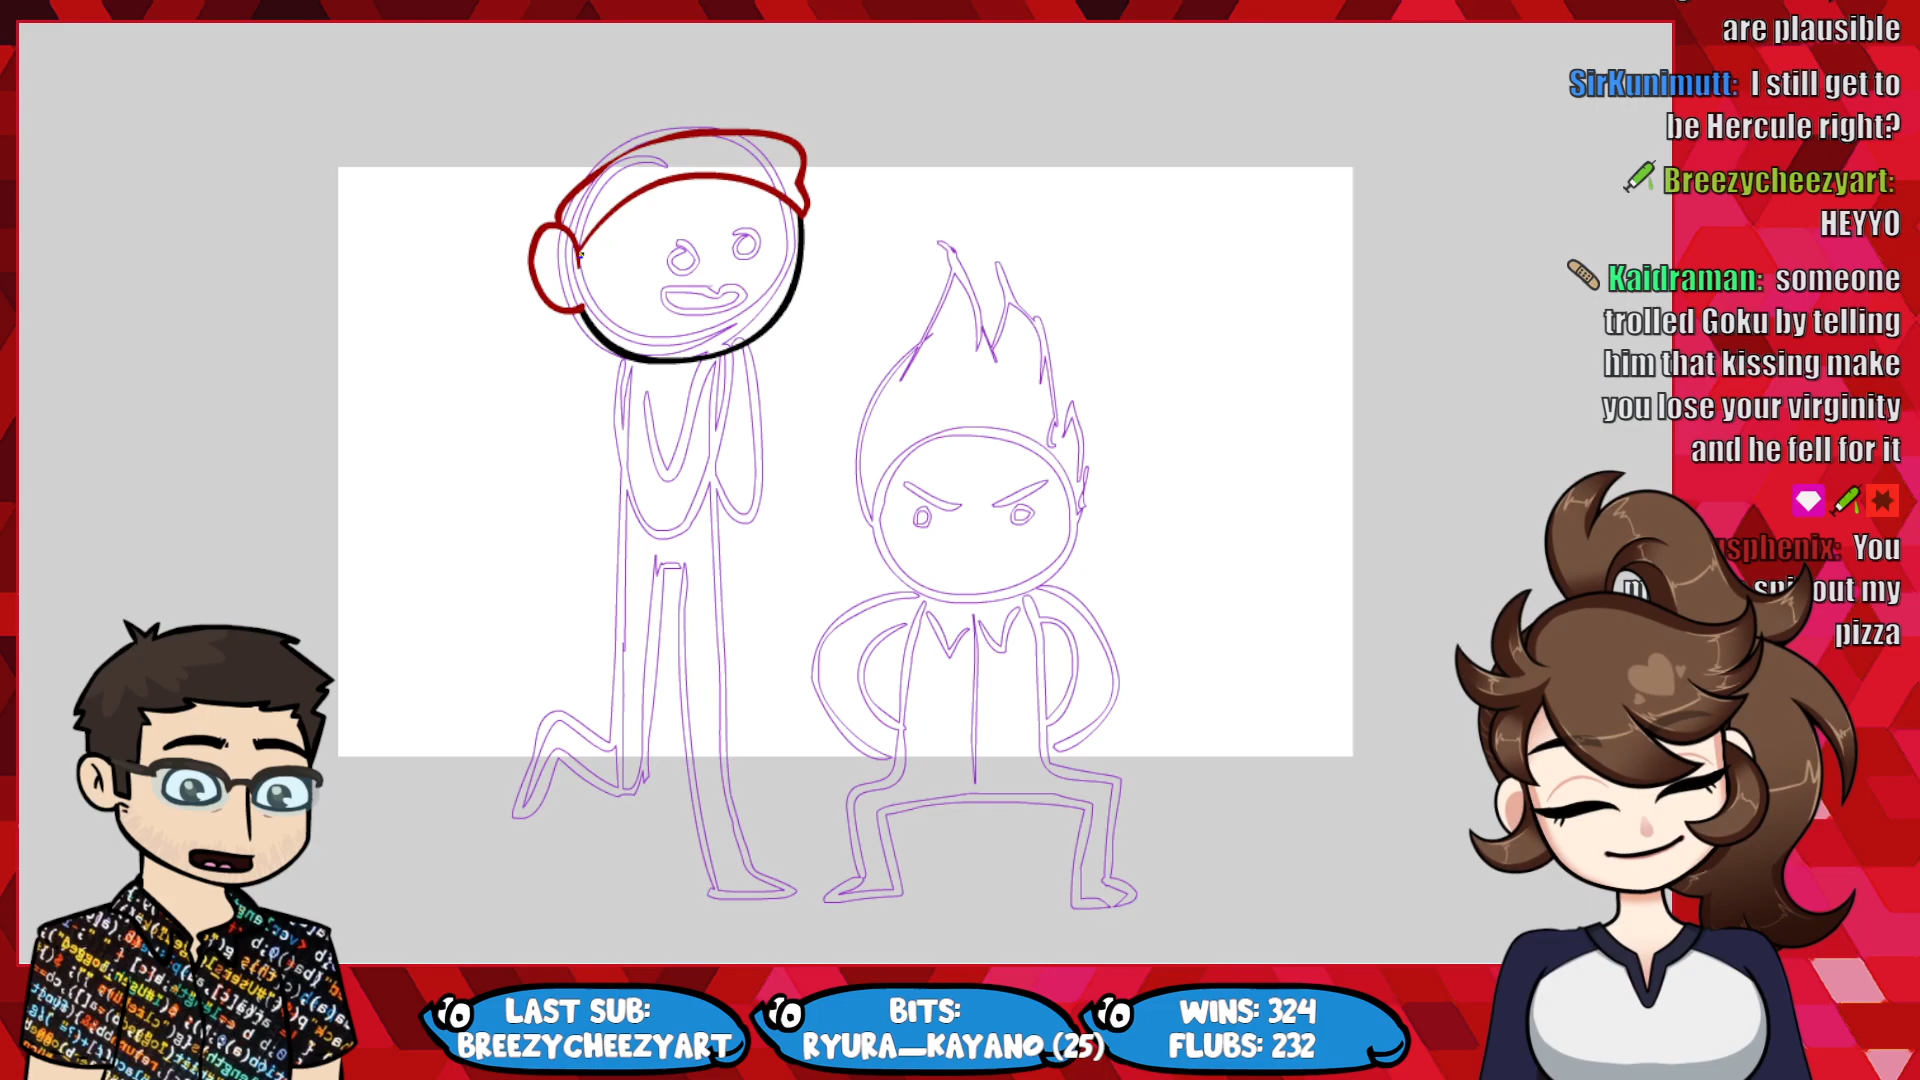 are plausible
SirKunimutt: I still get to
be Hercule right?
Breezycheezyart:
HEYYO
Kaidraman: someone
trolled Goku by telling
him that kissing make
you lose your virginity
and he fell for it
You
out my
pizza
LAST SUB:
BREEZYCHEEZYART
BITS:
RYURA_KAYANO (25)
WINS: 324
FLUBS: 232